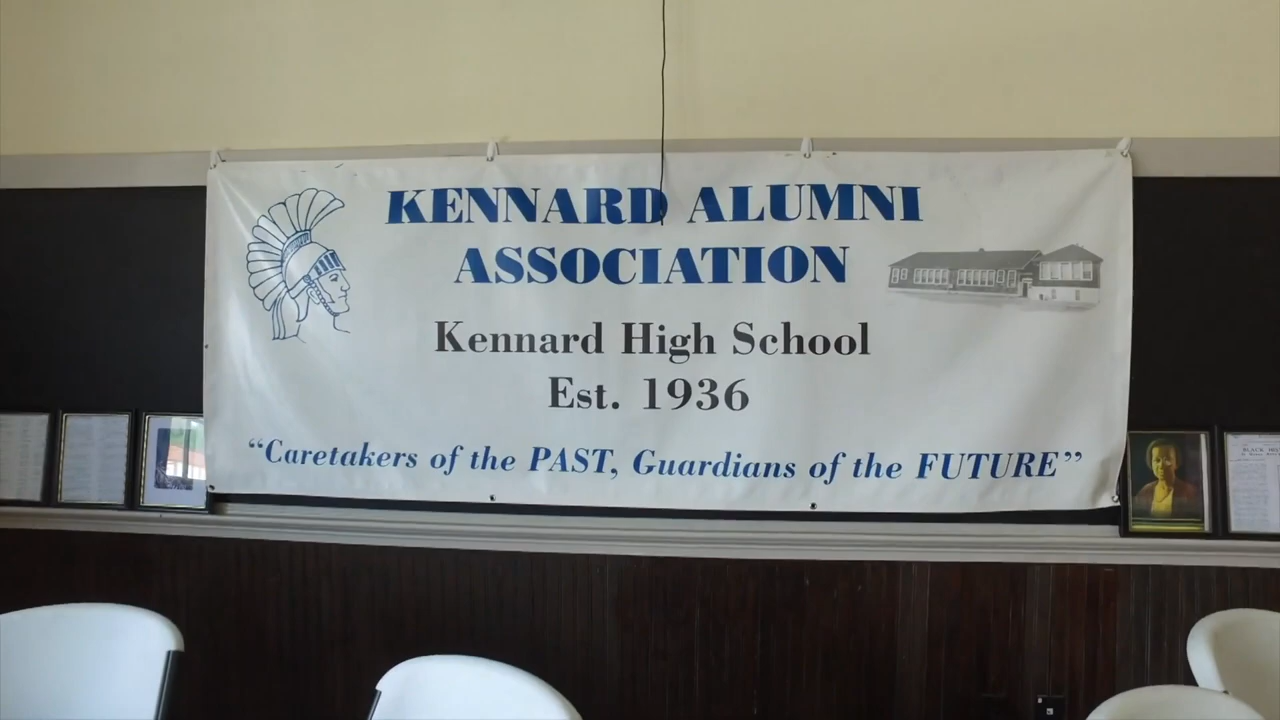 KENNARD ALUMNI
ASSOCIATION
Kennard High School
Est. 1936
“Caretakers of the PAST, Guardians of the FUTURE”